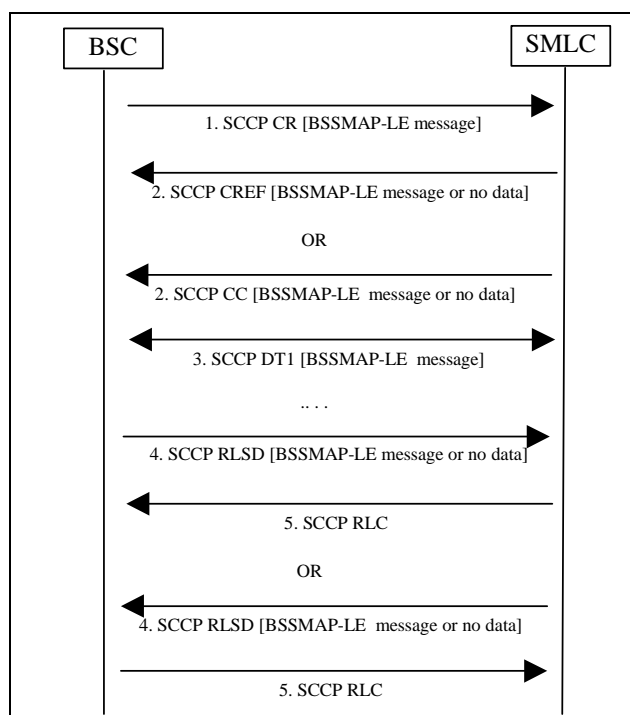 BSC
SMLC
1. SCCP CR [BSSMAP-LE message]
2. SCCP CREF [BSSMAP-LE message or no data]
OR
2. SCCP CC [BSSMAP-LE message or no data]
3. SCCP DT1 [BSSMAP-LE message]
.. . .
4. SCCP RLSD [BSSMAP-LE message or no data]
5. SCCP RLC
OR
4. SCCP RLSD [BSSMAP-LE message or no data]
5. SCCP RLC